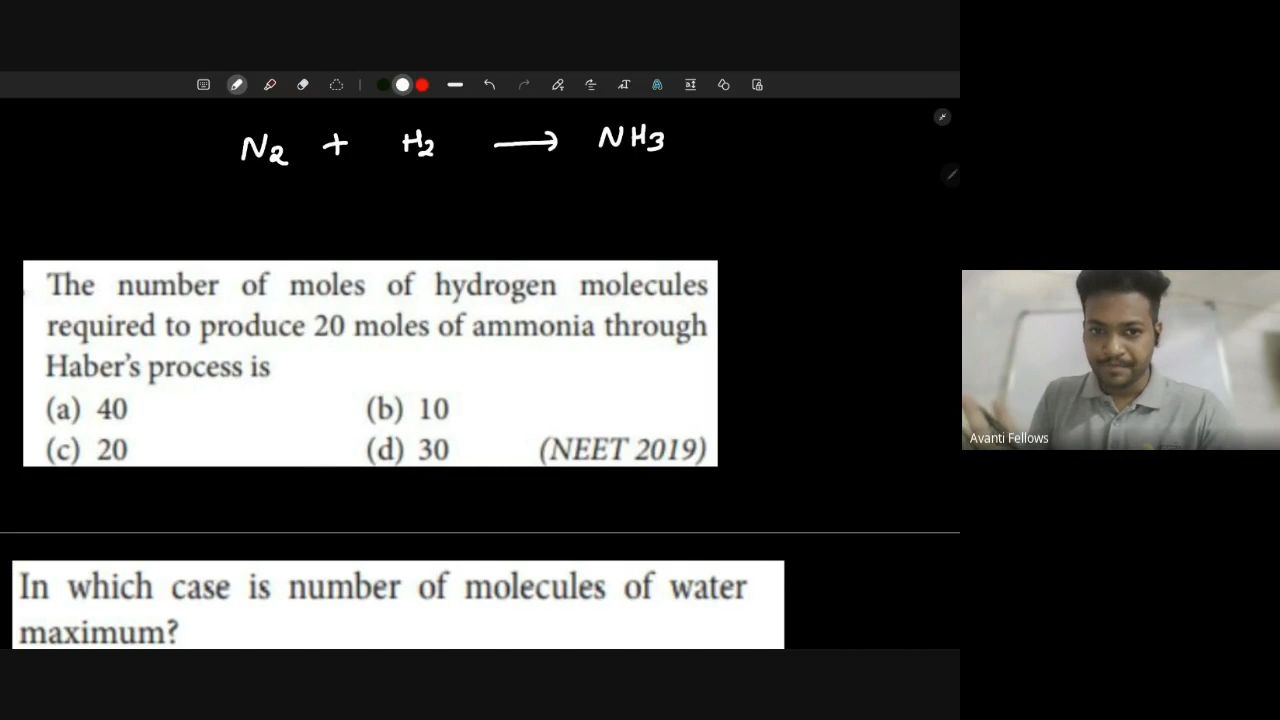 N2 + H2 → NH3
The number of moles of hydrogen molecules
required to produce 20 moles of ammonia through
Haber's process is
(a) 40 (b) 10
(c) 20 (d) 30 (NEET 2019)
Avanti Fellows
In which case is number of molecules of water
maximum?